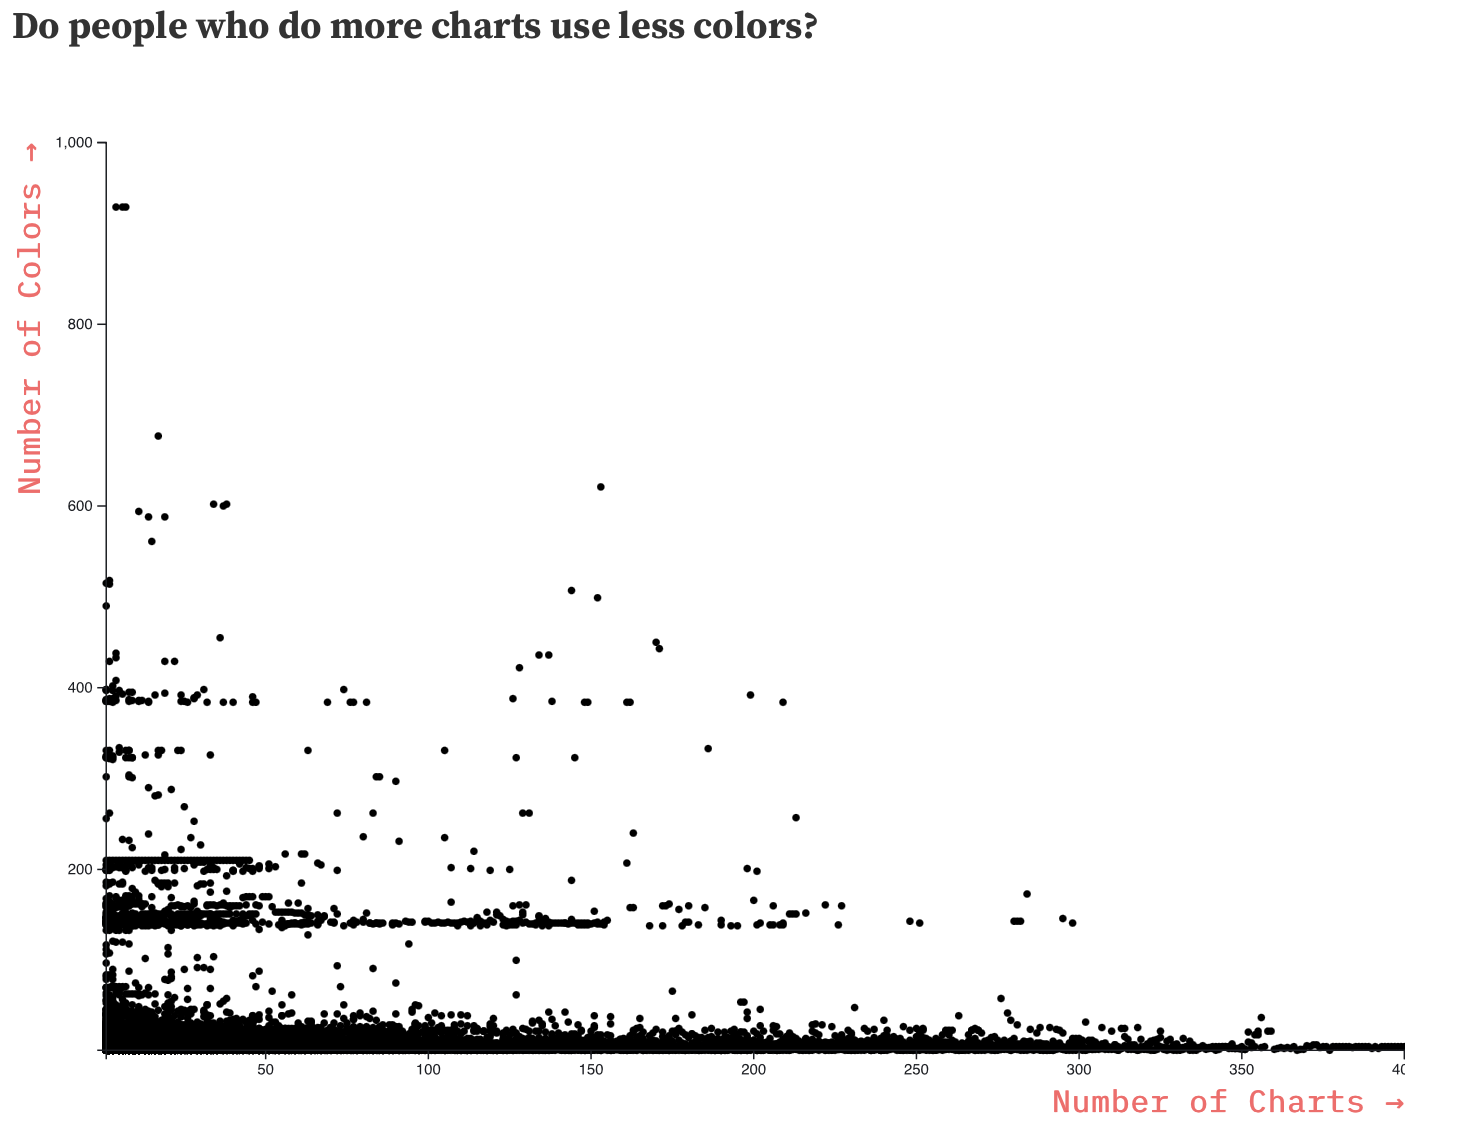 Do people who do more charts use less colors?
Number of Colors →
1,000
800
600
400
200
50 100 150 200 250 300 350 40
Number of Charts →